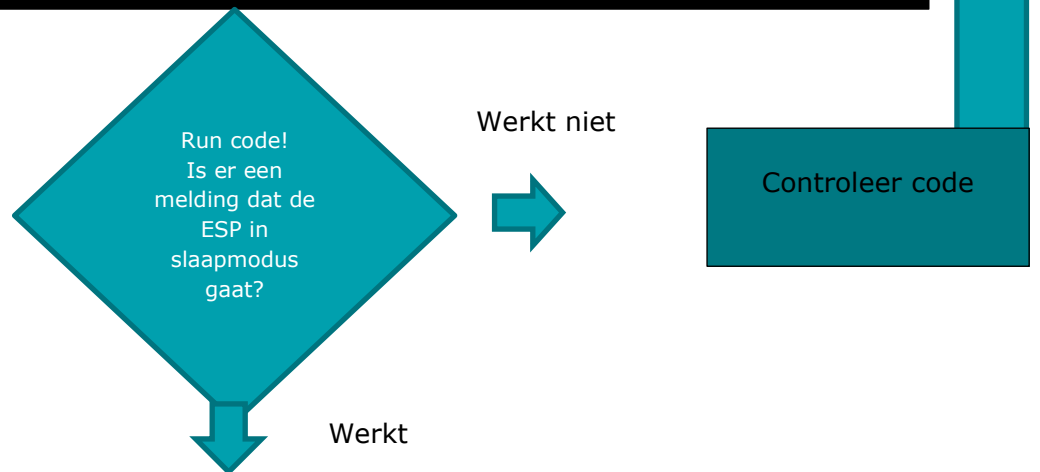 Run code!
Is er een
melding dat de
ESP in
slaapmodus
gaat?
Werkt niet
Controleer code
Werkt